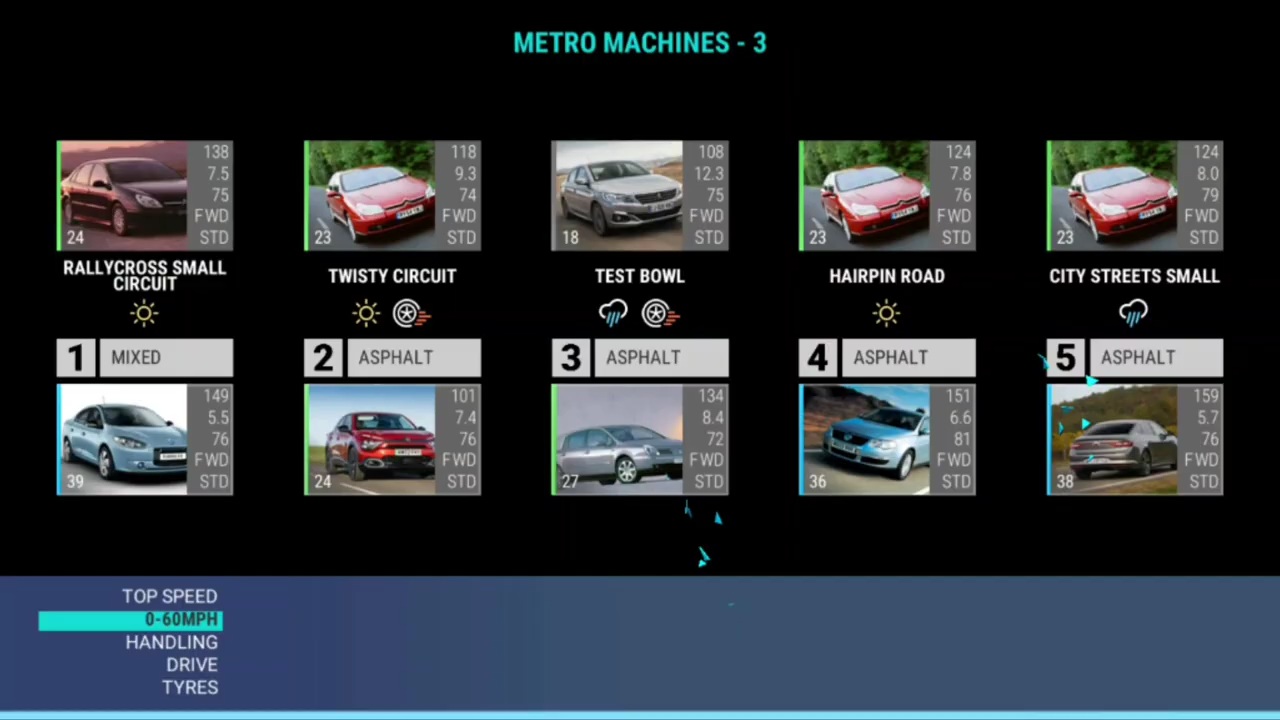 METRO MACHINES - 3
138
7.5
75
FWD
24 STD
118
9.3
74
FWD
23 STD
108
12.3
75
FWD
18 STD
124
7.8
76
FWD
23 STD
124
8.0
79
FWD
23 STD
RALLYCROSS SMALL
CIRCUIT
TWISTY CIRCUIT
TEST BOWL
HAIRPIN ROAD
CITY STREETS SMALL
1 MIXED
2 ASPHALT
3 ASPHALT
4 ASPHALT
5 ASPHALT
149
5.5
76
FWD
39 STD
101
7.4
76
FWD
24 STD
134
8.4
72
FWD
27 STD
151
6.6
81
FWD
36 STD
159
5.7
76
FWD
38 STD
TOP SPEED
0-60MPH
HANDLING
DRIVE
TYRES